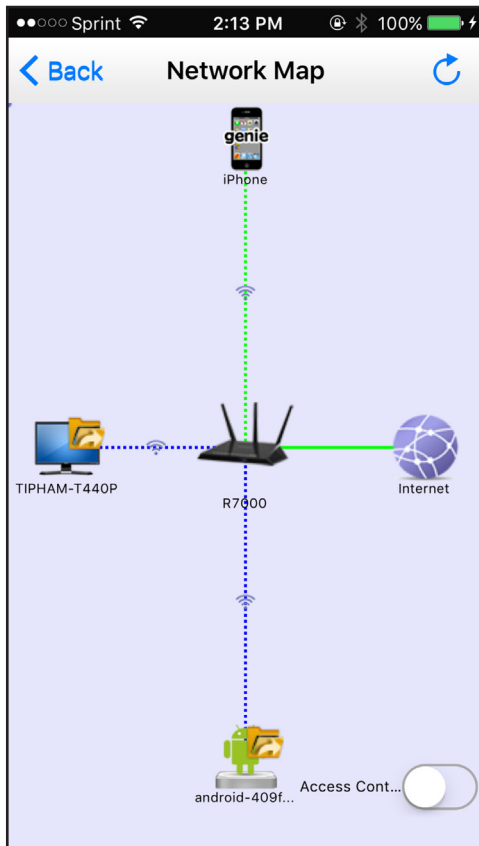 Sprint 2:13 PM 100%
Back Network Map
genie
iPhone
TIPHAM-T440P
R7000
Internet
android-409f...
Access Cont...